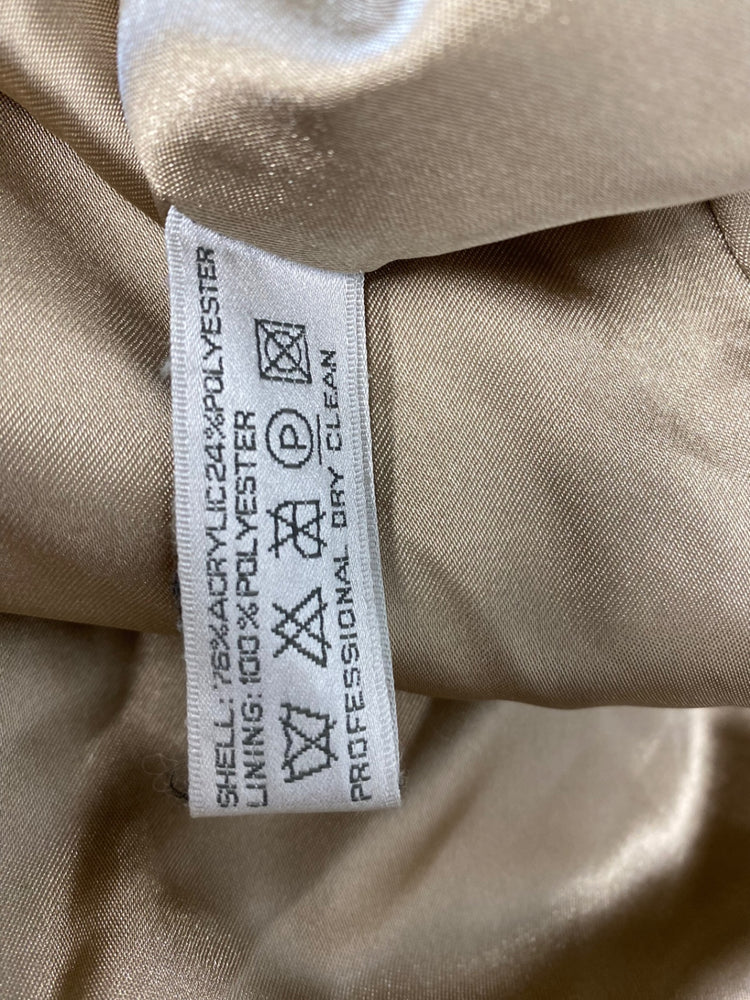 SHELL: 76%ACRYLIC24%POLYESTER
LINING: 100%POLYESTER
P
PROFESSIONAL DRY CLEAN